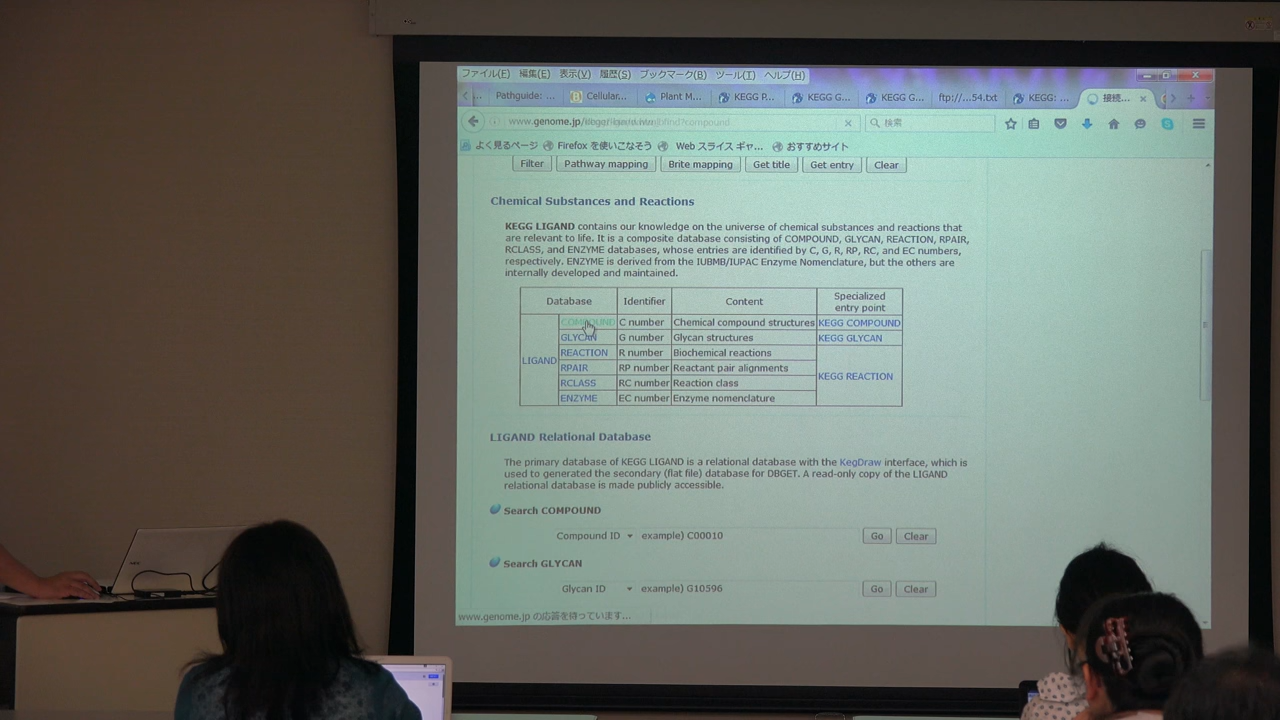 ファイル(F) 編集(E) 表示(V) 履歴(S) ブックマーク(B) ツール(T) ヘルプ(H)
... Pathguide: ... Cellular... Plant M... KEGG P... KEGG G... KEGG G... ftp://...54.txt KEGG: ... 接続...
www.genome.jp/ 検索
よく見るページ Firefox を使いこなそう Web スライス ギャ... おすすめサイト
Filter Pathway mapping Brite mapping Get title Get entry Clear
Chemical Substances and Reactions
KEGG LIGAND contains our knowledge on the universe of chemical substances and reactions that
are relevant to life. It is a composite database consisting of COMPOUND, GLYCAN, REACTION, RPAIR,
RCLASS, and ENZYME databases, whose entries are identified by C, G, R, RP, RC, and EC numbers,
respectively. ENZYME is derived from the IUBMB/IUPAC Enzyme Nomenclature, but the others are
internally developed and maintained.
Database Identifier Content Specialized entry point
COMPOUND C number Chemical compound structures KEGG COMPOUND
GLYCAN G number Glycan structures KEGG GLYCAN
REACTION R number Biochemical reactions
LIGAND RPAIR RP number Reactant pair alignments KEGG REACTION
RCLASS RC number Reaction class
ENZYME EC number Enzyme nomenclature
LIGAND Relational Database
The primary database of KEGG LIGAND is a relational database with the KegDraw interface, which is
used to generated the secondary (flat file) database for DBGET. A read-only copy of the LIGAND
relational database is made publicly accessible.
Search COMPOUND
Compound ID example) C00010 Go Clear
Search GLYCAN
Glycan ID example) G10596 Go Clear
www.genome.jp の応答を待っています...